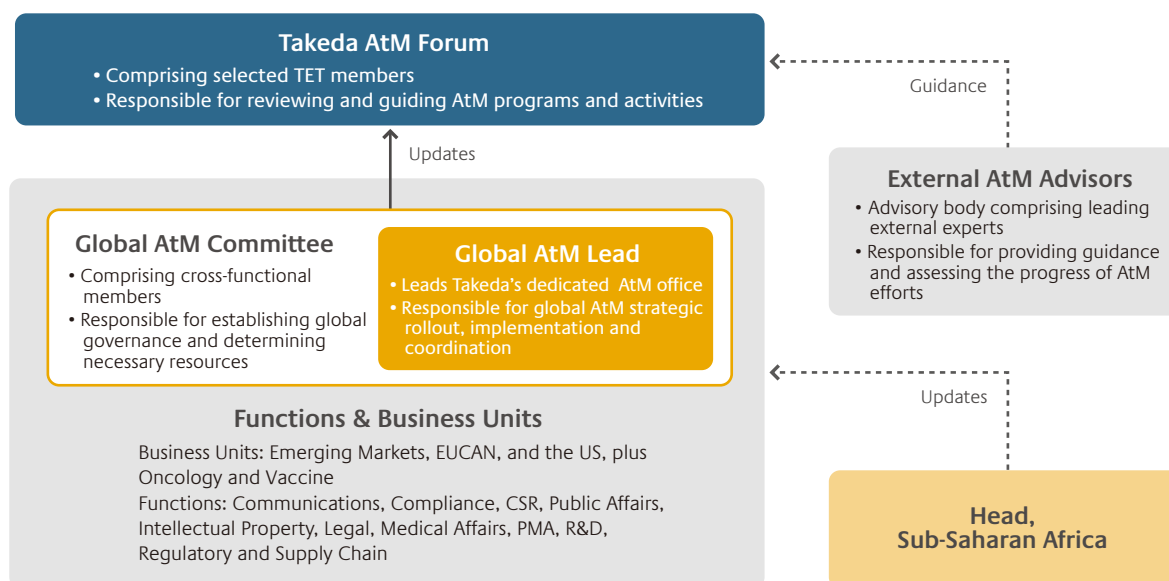 Takeda AtM Forum
• Comprising selected TET members
• Responsible for reviewing and guiding AtM programs and activities
Guidance
Updates
External AtM Advisors
• Advisory body comprising leading
external experts
• Responsible for providing guidance
and assessing the progress of AtM
efforts
Global AtM Committee
• Comprising cross-functional
members
• Responsible for establishing global
governance and determining
necessary resources
Global AtM Lead
• Leads Takeda's dedicated AtM office
• Responsible for global AtM strategic
rollout, implementation and
coordination
Updates
Functions & Business Units
Business Units: Emerging Markets, EUCAN, and the US, plus
Oncology and Vaccine
Functions: Communications, Compliance, CSR, Public Affairs,
Intellectual Property, Legal, Medical Affairs, PMA, R&D,
Regulatory and Supply Chain
Head,
Sub-Saharan Africa